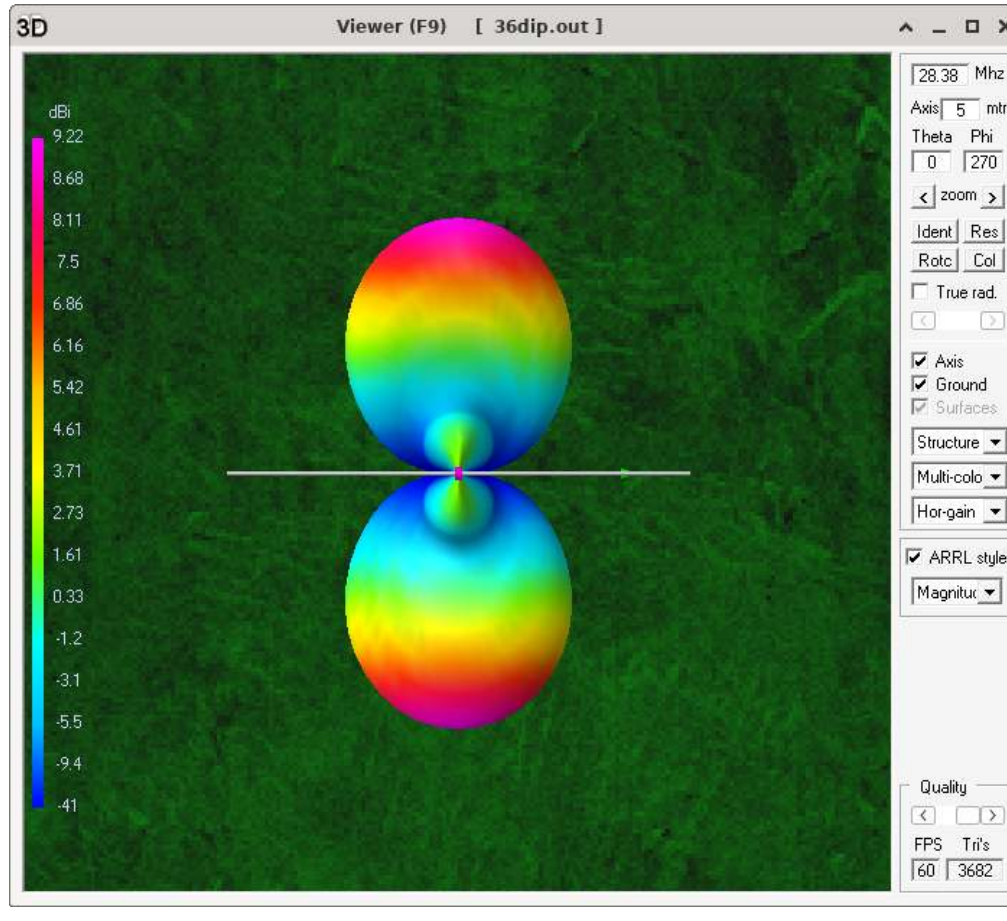 3D Viewer (F9) [ 36dip.out ]
dBi
9.22
8.68
8.11
7.5
6.86
6.16
5.42
4.61
3.71
2.73
1.61
0.33
-1.2
-3.1
-5.5
-9.4
-41
28.38 Mhz
Axis 5 mtr
Theta Phi
0 270
< zoom >
Ident Res
Rotc Col
True rad.
Axis
Ground
Surfaces
Structure
Multi-colo
Hor-gain
ARRL style
Magnituc
Quality
FPS Tri's
60 3682